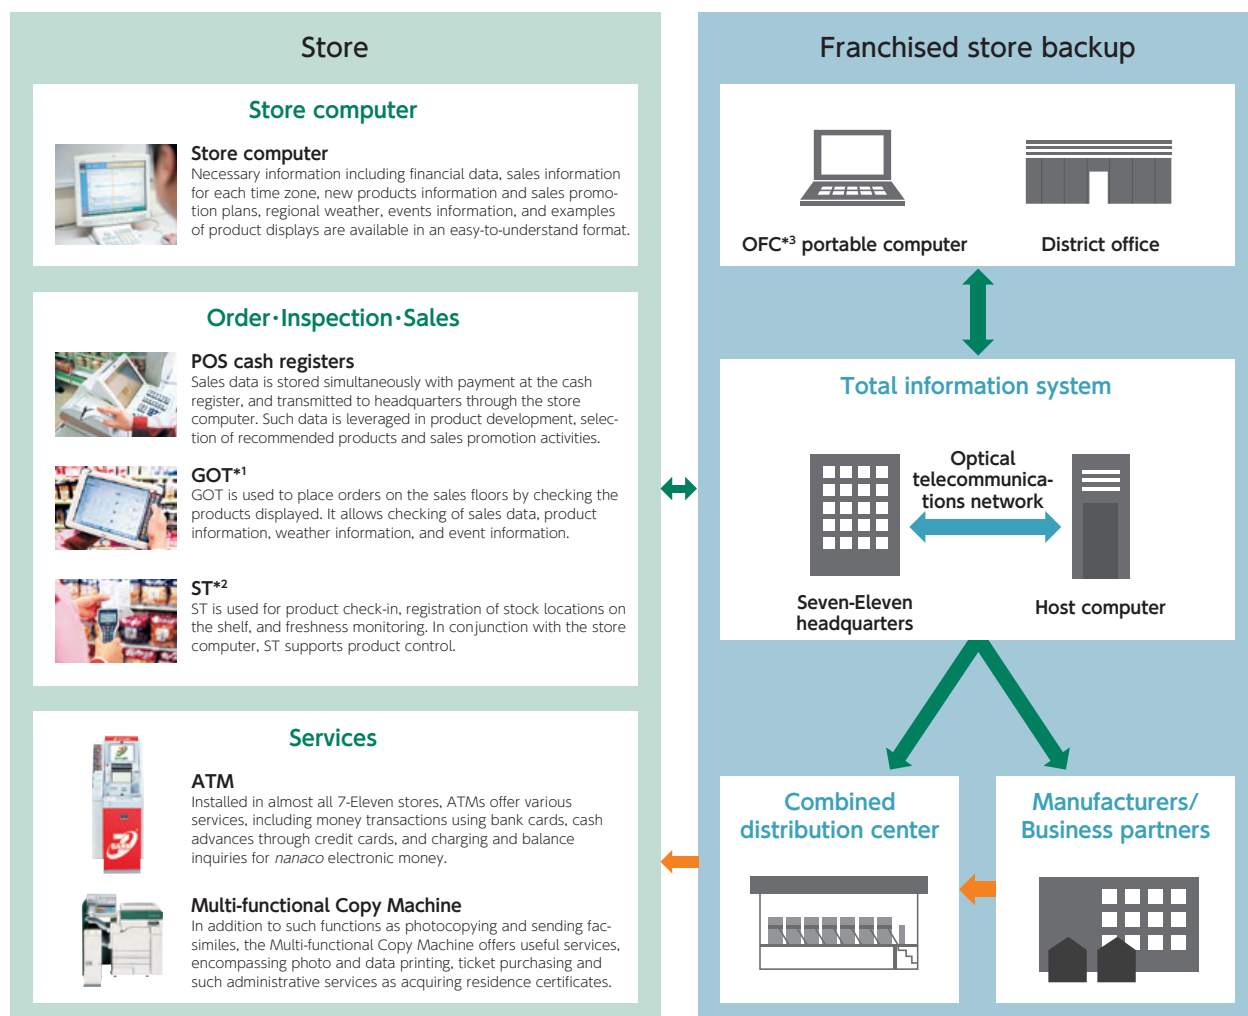 Store
Store computer
Store computer
Necessary information including financial data, sales information
for each time zone, new products information and sales promo-
tion plans, regional weather, events information, and examples
of product displays are available in an easy-to-understand format.
Order·Inspection·Sales
POS cash registers
Sales data is stored simultaneously with payment at the cash
register, and transmitted to headquarters through the store
computer. Such data is leveraged in product development, selec-
tion of recommended products and sales promotion activities.
GOT*1
GOT is used to place orders on the sales floors by checking the
products displayed. It allows checking of sales data, product
information, weather information, and event information.
ST*2
ST is used for product check-in, registration of stock locations on
the shelf, and freshness monitoring. In conjunction with the store
computer, ST supports product control.
Services
ATM
Installed in almost all 7-Eleven stores, ATMs offer various
services, including money transactions using bank cards, cash
advances through credit cards, and charging and balance
inquiries for nanaco electronic money.
Multi-functional Copy Machine
In addition to such functions as photocopying and sending fac-
similes, the Multi-functional Copy Machine offers useful services,
encompassing photo and data printing, ticket purchasing and
such administrative services as acquiring residence certificates.
Franchised store backup
OFC*3 portable computer
District office
Total information system
Optical
telecommunica-
tions network
Seven-Eleven
headquarters
Host computer
Combined
distribution center
Manufacturers/
Business partners